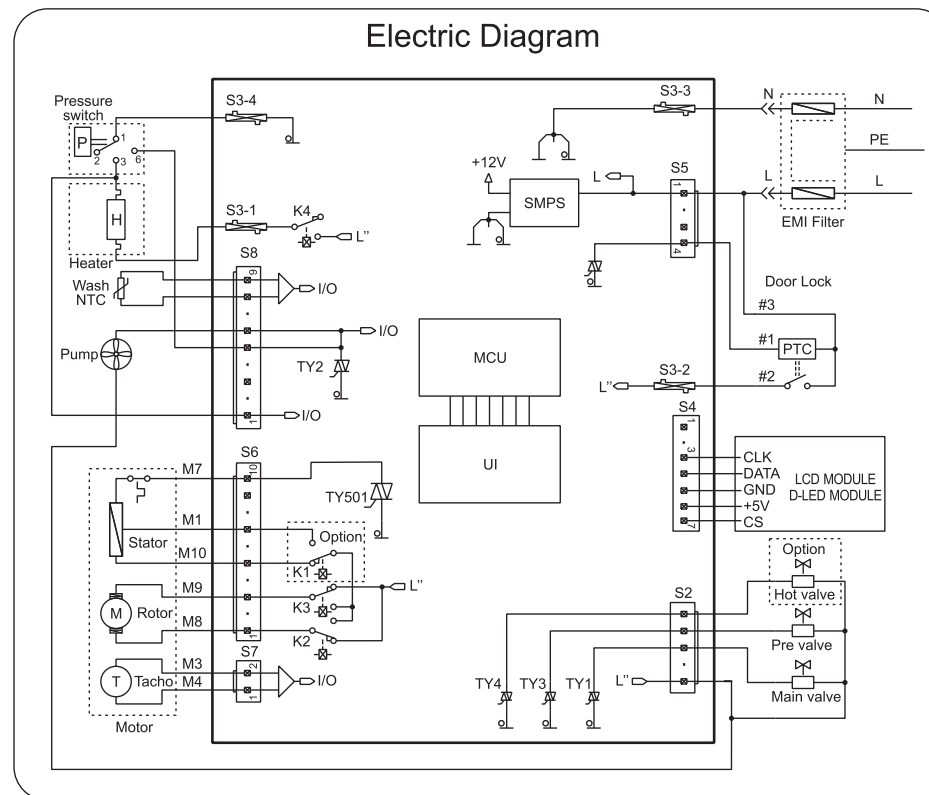 Electric Diagram
Pressure
switch
P
1
2
3
6
S3-4
H
Heater
S3-1
K4
L"
S8
9
1
Wash
NTC
I/O
Pump
I/O
TY2
I/O
S6
10
1
M7
M1
Stator
M10
M9
M
Rotor
M8
TY501
Option
K1
K3
L"
K2
S7
2
1
M3
T
Tacho
M4
I/O
Motor
S3-3
N
N
PE
+12V
L
S5
1
4
L
L
SMPS
EMI Filter
Door Lock
#3
#1
PTC
#2
L"
S3-2
MCU
UI
S4
1
3
7
CLK
DATA
GND
+5V
CS
LCD MODULE
D-LED MODULE
Option
Hot valve
S2
Pre valve
L"
TY4
TY3
TY1
Main valve